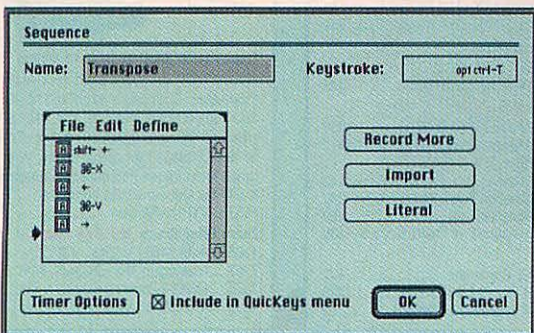 Sequence
Name: Transpose Keystroke: opt ctrl-T
File Edit Define
shift- ←
⌘-X
←
⌘-V
→
Record More
Import
Literal
Timer Options ☒ Include in QuicKeys menu OK Cancel